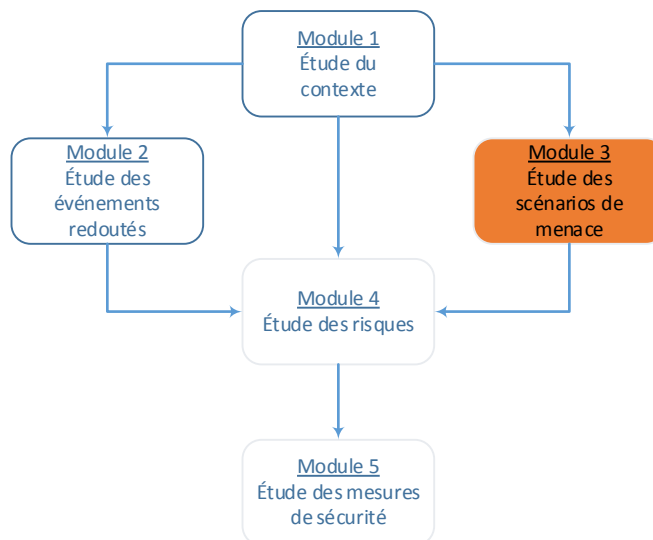 Module 1
Étude du
contexte
Module 2
Étude des
événements
redoutés
Module 3
Étude des
scénarios de
menace
Module 4
Étude des risques
Module 5
Étude des mesures
de sécurité